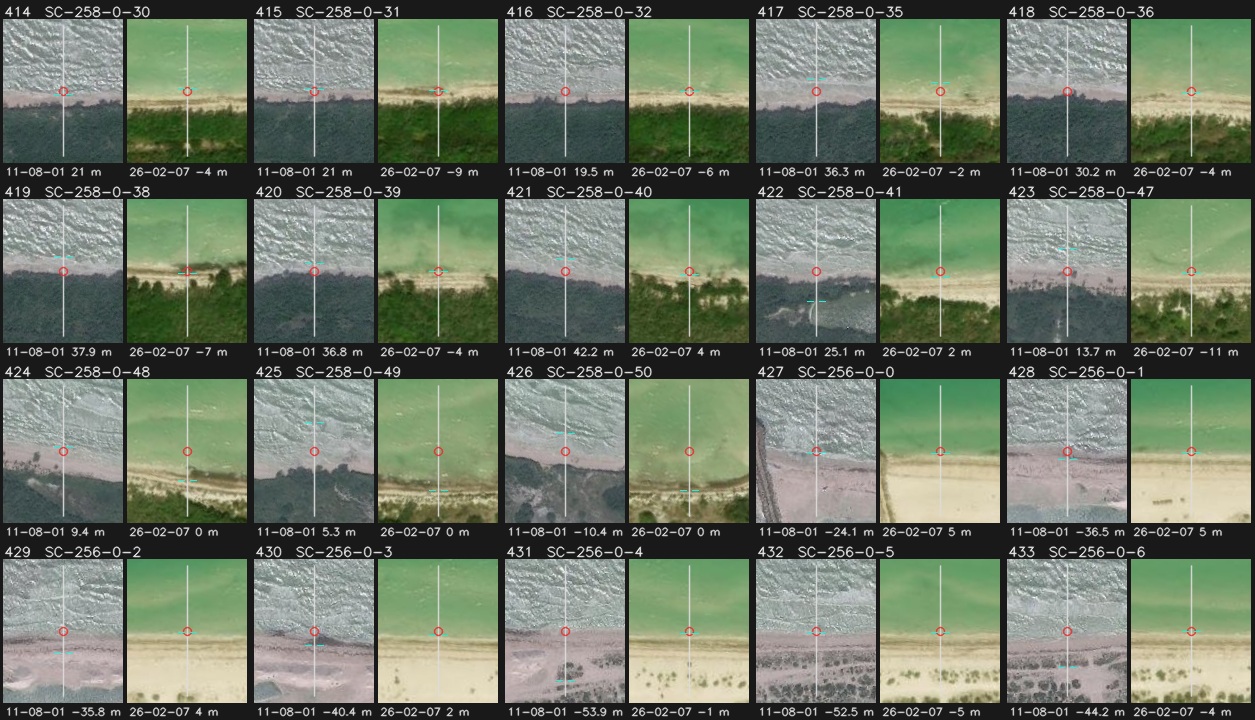 414 SC-258-0-30
415 SC-258-0-31
416 SC-258-0-32
417 SC-258-0-35
418 SC-258-0-36
11-08-01 21 m 26-02-07 -4 m
11-08-01 21 m 26-02-07 -9 m
11-08-01 19.5 m 26-02-07 -6 m
11-08-01 36.3 m 26-02-07 -2 m
11-08-01 30.2 m 26-02-07 -4 m
419 SC-258-0-38
420 SC-258-0-39
421 SC-258-0-40
422 SC-258-0-41
423 SC-258-0-47
11-08-01 37.9 m 26-02-07 -7 m
11-08-01 36.8 m 26-02-07 -4 m
11-08-01 42.2 m 26-02-07 4 m
11-08-01 25.1 m 26-02-07 2 m
11-08-01 13.7 m 26-02-07 -11 m
424 SC-258-0-48
425 SC-258-0-49
426 SC-258-0-50
427 SC-256-0-0
428 SC-256-0-1
11-08-01 9.4 m 26-02-07 0 m
11-08-01 5.3 m 26-02-07 0 m
11-08-01 -10.4 m 26-02-07 0 m
11-08-01 -24.1 m 26-02-07 5 m
11-08-01 -36.5 m 26-02-07 5 m
429 SC-256-0-2
430 SC-256-0-3
431 SC-256-0-4
432 SC-256-0-5
433 SC-256-0-6
11-08-01 -35.8 m 26-02-07 4 m
11-08-01 -40.4 m 26-02-07 2 m
11-08-01 -53.9 m 26-02-07 -1 m
11-08-01 -52.5 m 26-02-07 -5 m
11-08-01 -44.2 m 26-02-07 -4 m